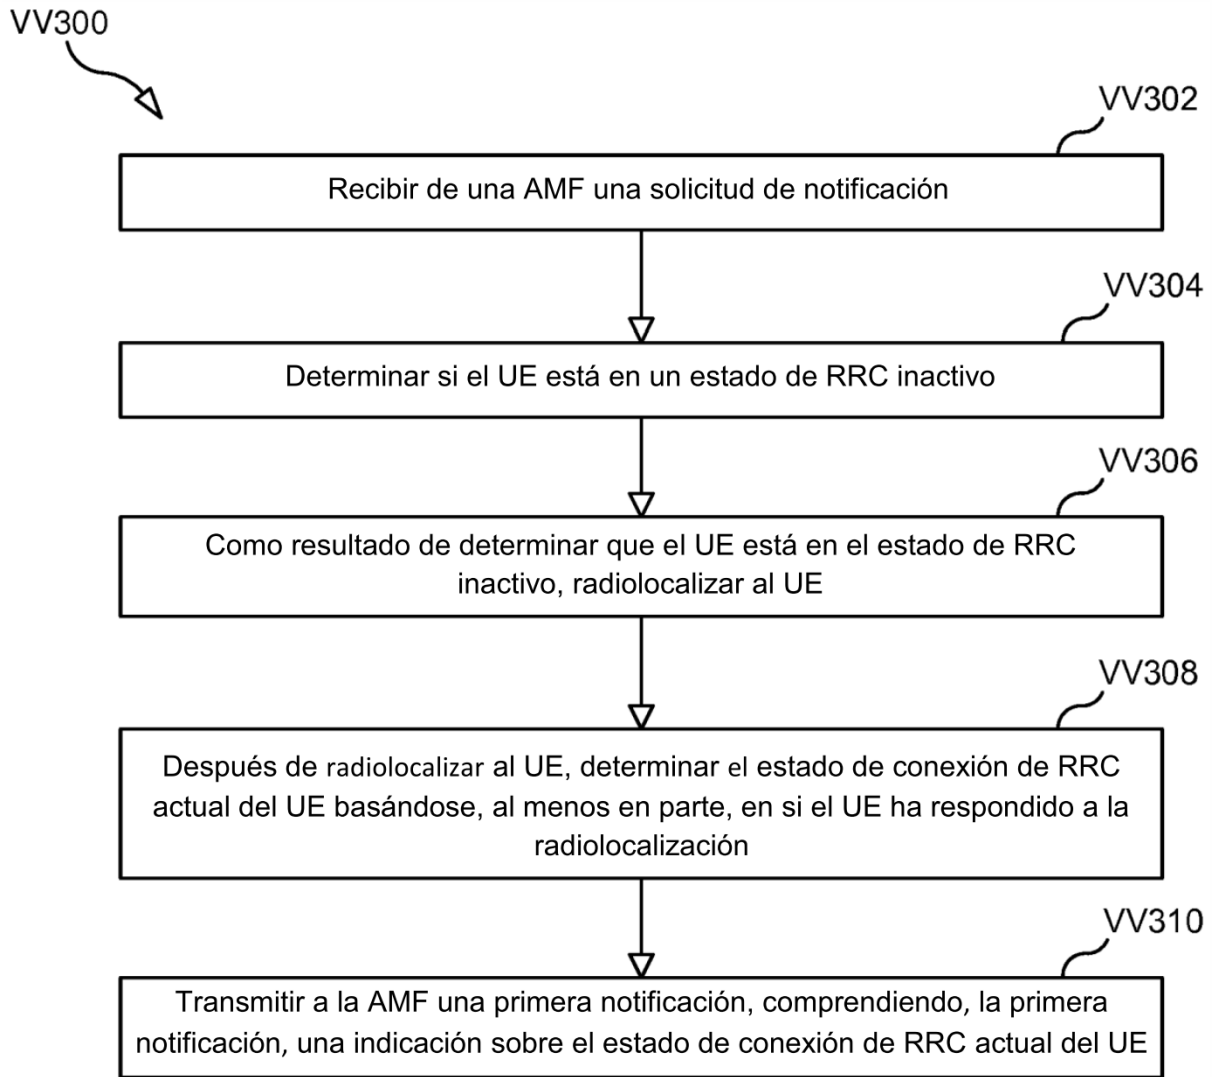 VV300
VV302
Recibir de una AMF una solicitud de notificación
VV304
Determinar si el UE está en un estado de RRC inactivo
VV306
Como resultado de determinar que el UE está en el estado de RRC
inactivo, radiolocalizar al UE
VV308
Después de radiolocalizar al UE, determinar el estado de conexión de RRC
actual del UE basándose, al menos en parte, en si el UE ha respondido a la
radiolocalización
VV310
Transmitir a la AMF una primera notificación, comprendiendo, la primera
notificación, una indicación sobre el estado de conexión de RRC actual del UE